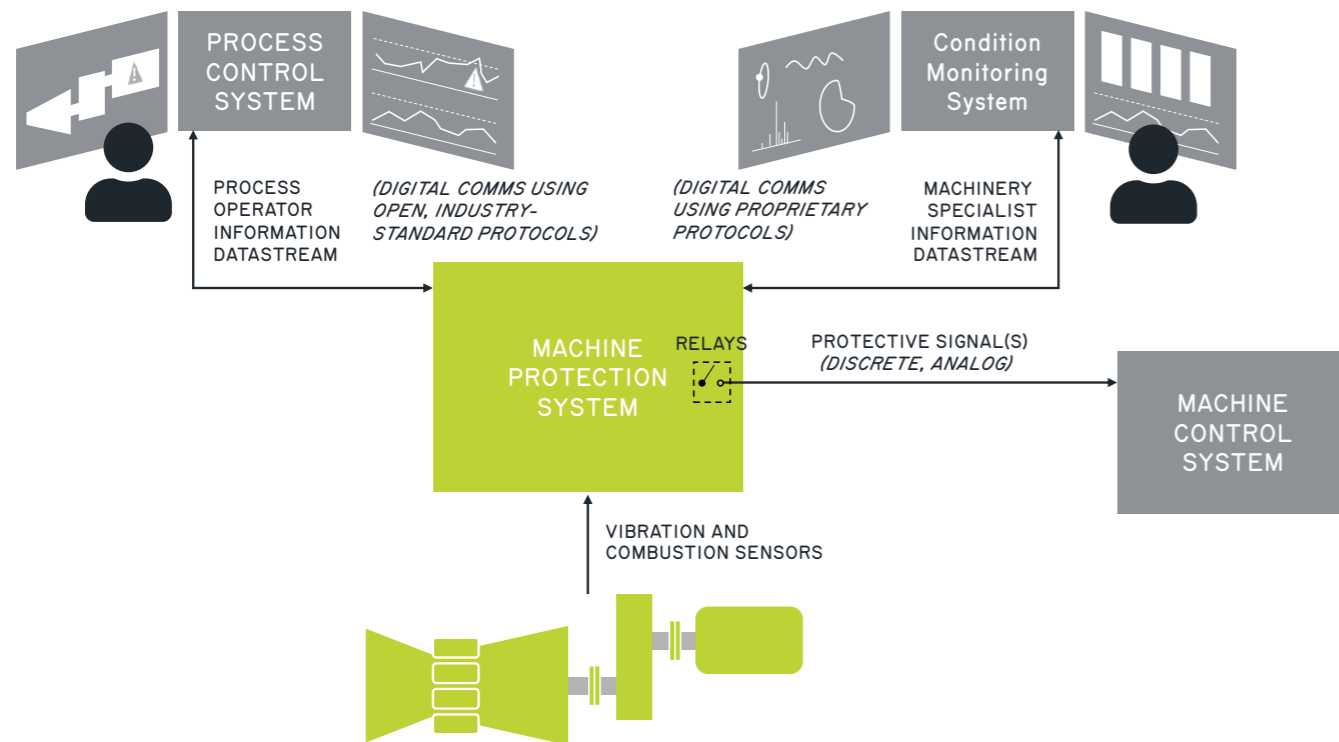 PROCESS
CONTROL
SYSTEM
Condition
Monitoring
System
PROCESS
OPERATOR
INFORMATION
DATASTREAM
(DIGITAL COMMS USING
OPEN, INDUSTRY-
STANDARD PROTOCOLS)
(DIGITAL COMMS
USING PROPRIETARY
PROTOCOLS)
MACHINERY
SPECIALIST
INFORMATION
DATASTREAM
MACHINE
PROTECTION
SYSTEM
RELAYS
PROTECTIVE SIGNAL(S)
(DISCRETE, ANALOG)
MACHINE
CONTROL
SYSTEM
VIBRATION AND
COMBUSTION SENSORS